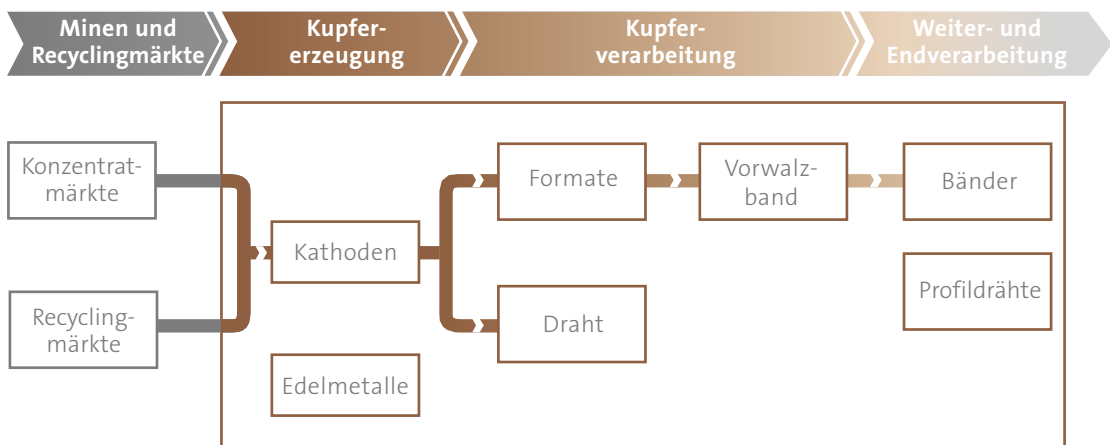 Minen und
Recyclingmärkte
Kupfer-
erzeugung
Kupfer-
verarbeitung
Weiter- und
Endverarbeitung
Konzentrat-
märkte
Recycling-
märkte
Kathoden
Edelmetalle
Formate
Draht
Vorwalz-
band
Bänder
Profildrähte